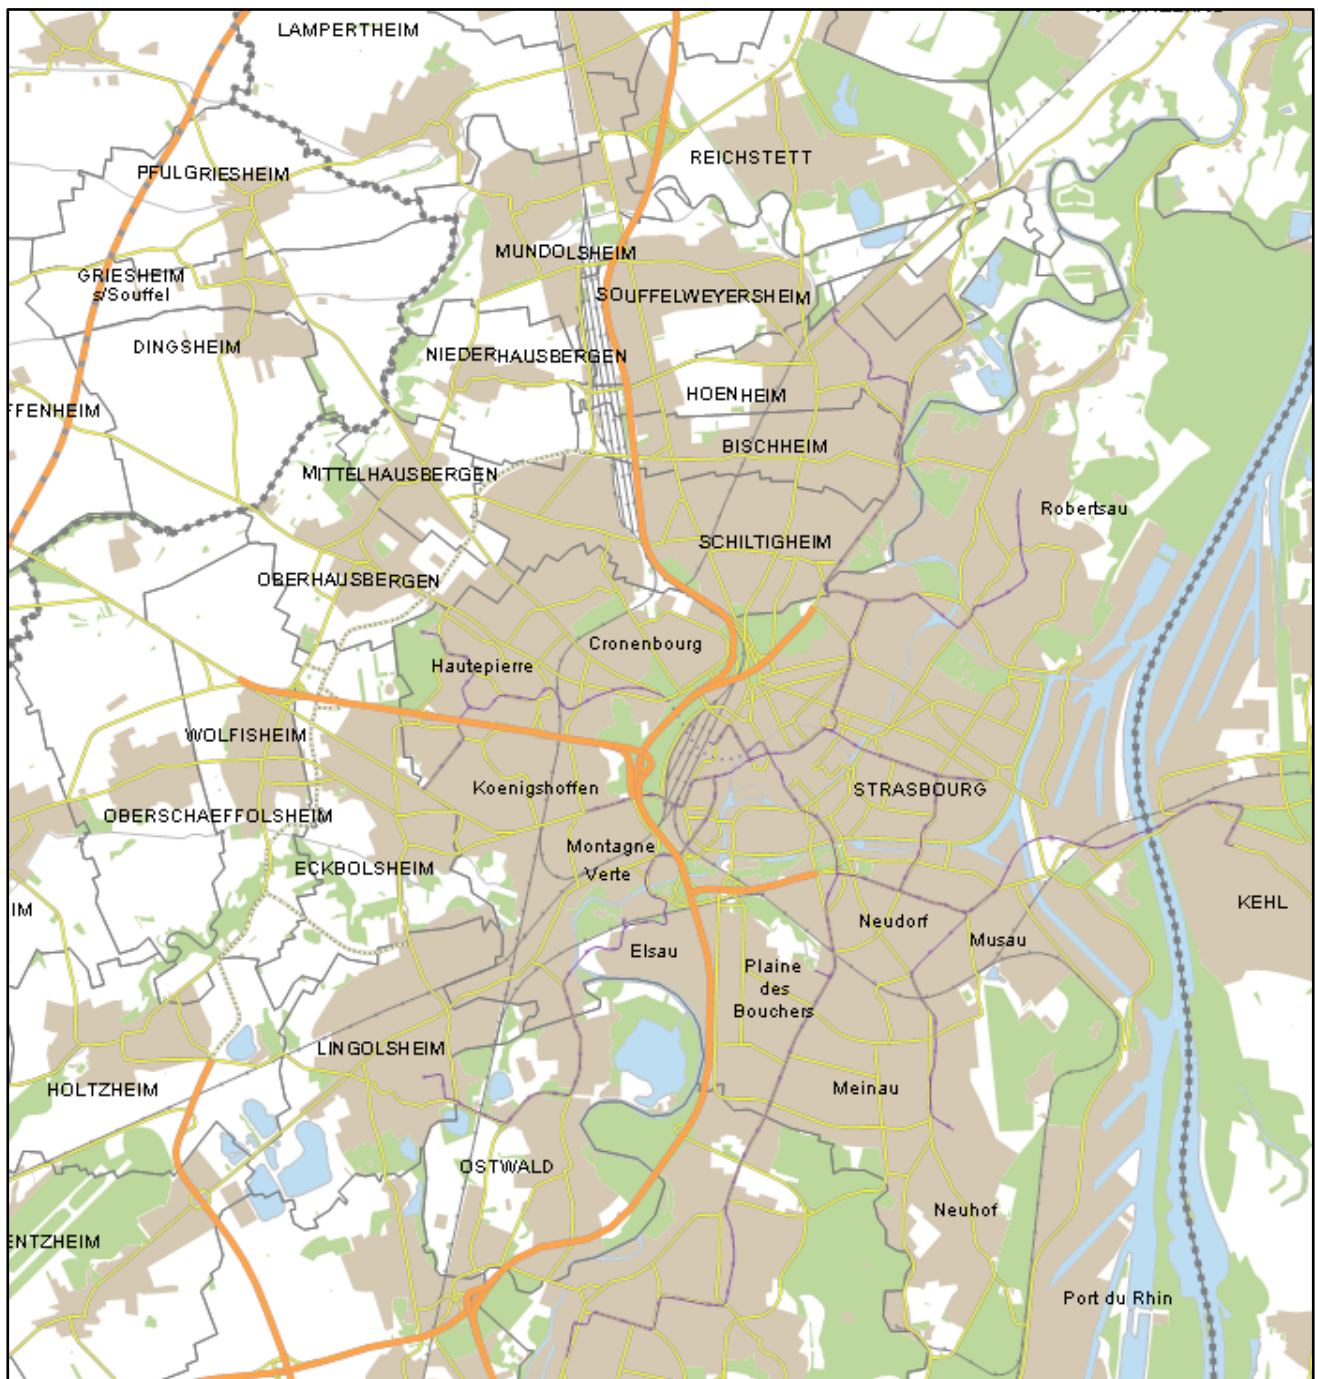 LAMPERTHEIM
REICHSTETT
PFULGRIESHEIM
MUNDOLSHEIM
GRIESHEIM
s/Souffel
SOUFFELWEYERSHEIM
DINGSHEIM
NIEDERHAUSBERGEN
HOENHEIM
FFENHEIM
BISCHHEIM
MITTELHAUSBERGEN
Robertsau
SCHILTIGHEIM
OBERHAUSBERGEN
Cronenbourg
Hautepierre
WOLFISHEIM
Koenigshoffen
STRASBOURG
OBERSCHAEFFOLSHEIM
Montagne
Verte
ECKBOLSHEIM
IM
KEHL
Neudorf
Musau
Elsau
Plaine
des
Bouchers
LINGOLSHEIM
HOLTZHEIM
Meinau
OSTWALD
Neuhof
ENTZHEIM
Port du Rhin